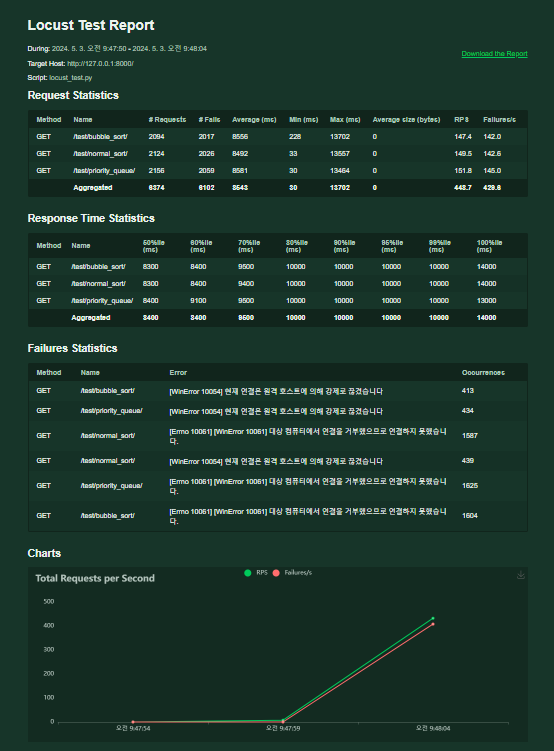 Locust Test Report
During: 2024. 5. 3. 오전 9:47:50 - 2024. 5. 3. 오전 9:48:04
Download the Report
Target Host: http://127.0.0.1:8000/
Script: locust_test.py
Request Statistics
Method Name # Requests # Fails Average (ms) Min (ms) Max (ms) Average size (bytes) RPS Failures/s
GET /test/bubble_sort/ 2094 2017 8556 228 13702 0 147.4 142.0
GET /test/normal_sort/ 2124 2026 8492 33 13557 0 149.5 142.6
GET /test/priority_queue/ 2156 2059 8581 30 13464 0 151.8 145.0
Aggregated 6374 6102 8543 30 13702 0 448.7 429.6
Response Time Statistics
Method Name 50%ile (ms) 60%ile (ms) 70%ile (ms) 80%ile (ms) 90%ile (ms) 95%ile (ms) 99%ile (ms) 100%ile (ms)
GET /test/bubble_sort/ 8300 8400 9500 10000 10000 10000 10000 14000
GET /test/normal_sort/ 8300 8400 9400 10000 10000 10000 10000 14000
GET /test/priority_queue/ 8400 9100 9500 10000 10000 10000 10000 13000
Aggregated 8400 8400 9500 10000 10000 10000 10000 14000
Failures Statistics
Method Name Error Occurrences
GET /test/bubble_sort/ [WinError 10054] 현재 연결은 원격 호스트에 의해 강제로 끊겼습니다 413
GET /test/priority_queue/ [WinError 10054] 현재 연결은 원격 호스트에 의해 강제로 끊겼습니다 434
GET /test/normal_sort/ [Errno 10061] [WinError 10061] 대상 컴퓨터에서 연결을 거부했으므로 연결하지 못했습니다. 1587
GET /test/normal_sort/ [WinError 10054] 현재 연결은 원격 호스트에 의해 강제로 끊겼습니다 439
GET /test/priority_queue/ [Errno 10061] [WinError 10061] 대상 컴퓨터에서 연결을 거부했으므로 연결하지 못했습니다. 1625
GET /test/bubble_sort/ [Errno 10061] [WinError 10061] 대상 컴퓨터에서 연결을 거부했으므로 연결하지 못했습니다. 1604
Charts
Total Requests per Second
RPS Failures/s
500
400
300
200
100
0
오전 9:47:54 오전 9:47:59 오전 9:48:04